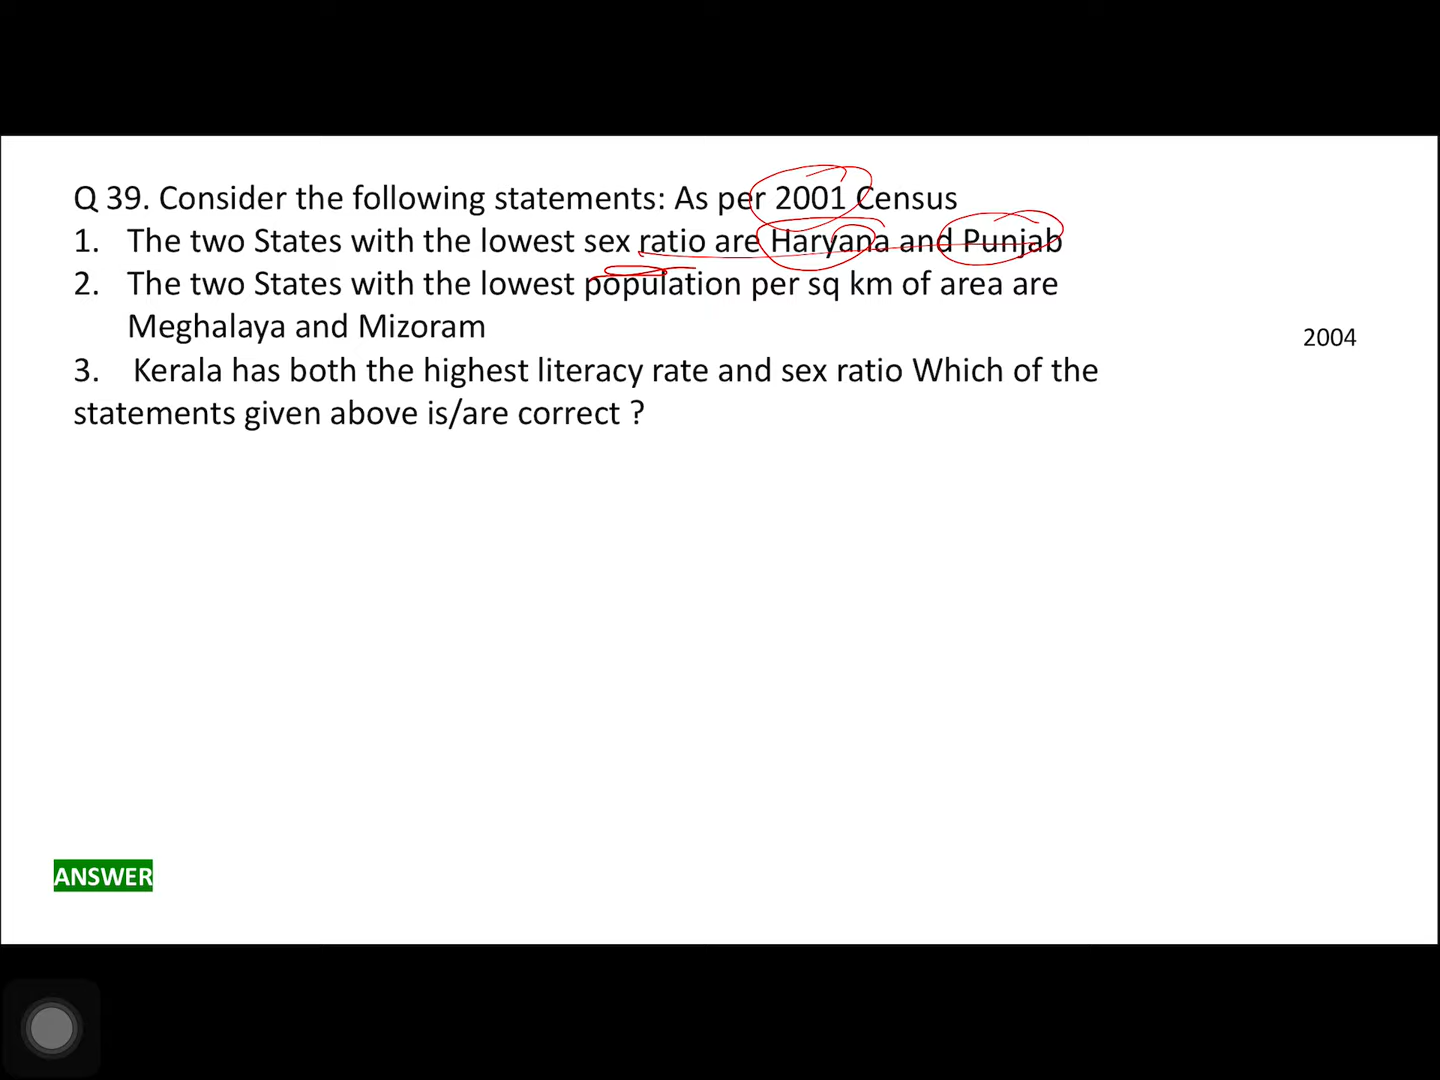 Q 39. Consider the following statements: As per 2001 Census
1. The two States with the lowest sex ratio are Haryana and Punjab
2. The two States with the lowest population per sq km of area are
Meghalaya and Mizoram
2004
3. Kerala has both the highest literacy rate and sex ratio Which of the
statements given above is/are correct ?
ANSWER